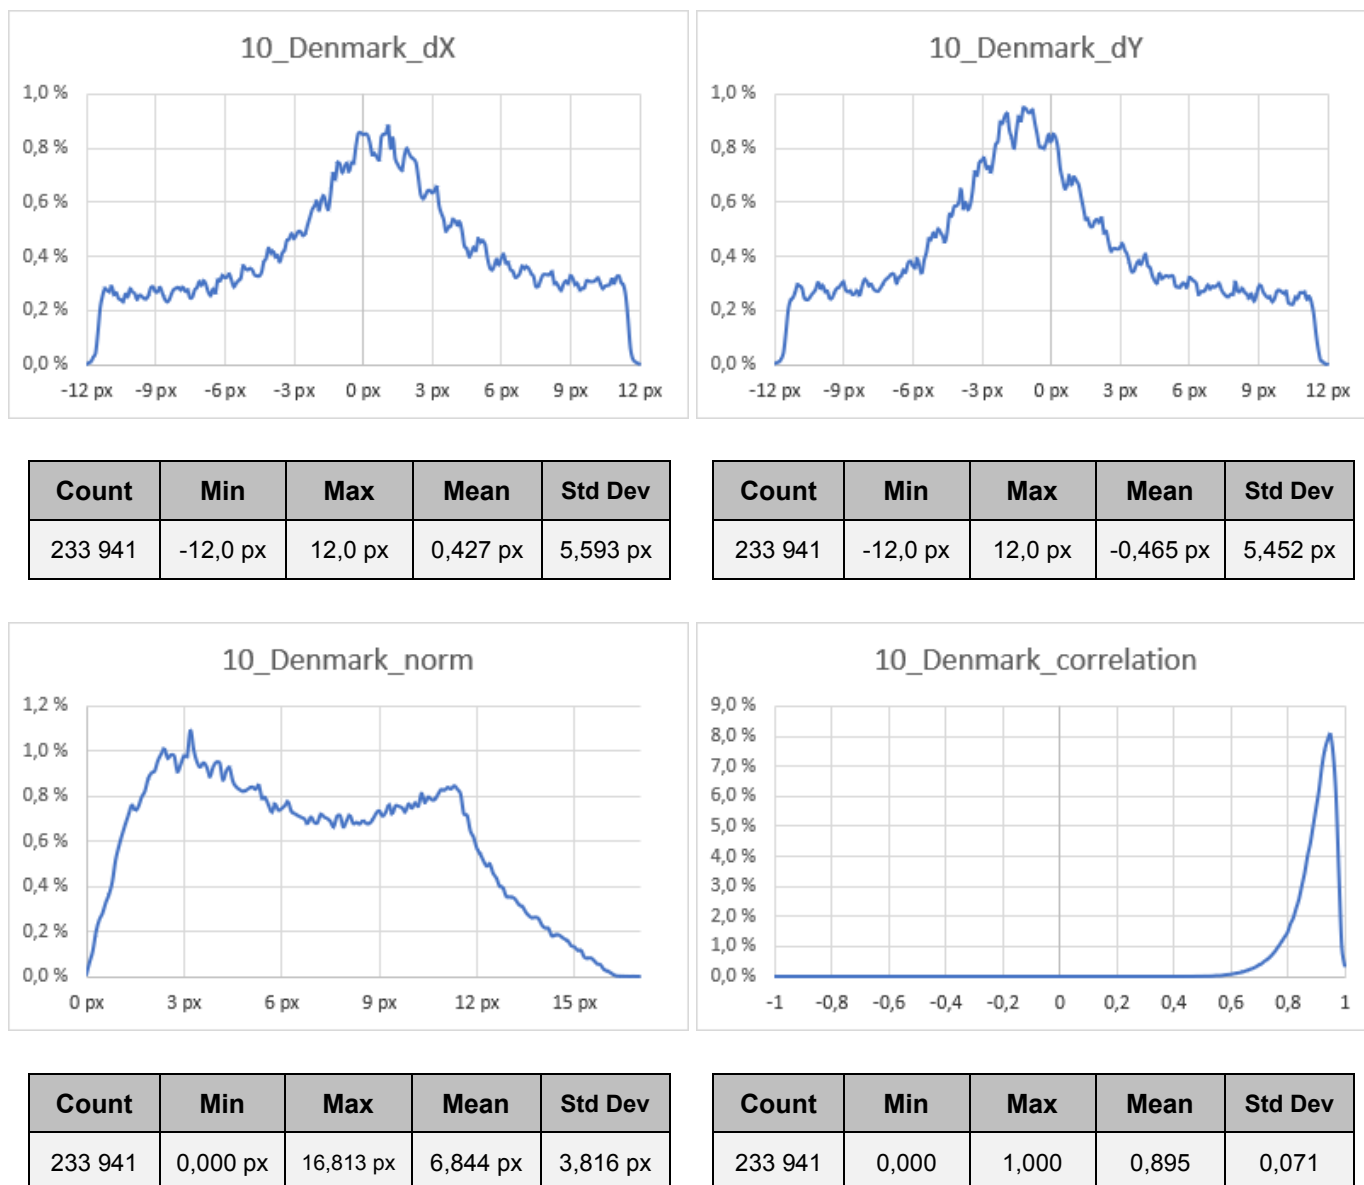 10_Denmark_dX
1,0 %
0,8 %
0,6 %
0,4 %
0,2 %
0,0 %
-12 px -9 px -6 px -3 px 0 px 3 px 6 px 9 px 12 px
10_Denmark_dY
1,0 %
0,8 %
0,6 %
0,4 %
0,2 %
0,0 %
-12 px -9 px -6 px -3 px 0 px 3 px 6 px 9 px 12 px
Count Min Max Mean Std Dev
233 941 -12,0 px 12,0 px 0,427 px 5,593 px
Count Min Max Mean Std Dev
233 941 -12,0 px 12,0 px -0,465 px 5,452 px
10_Denmark_norm
1,2 %
1,0 %
0,8 %
0,6 %
0,4 %
0,2 %
0,0 %
0 px 3 px 6 px 9 px 12 px 15 px
10_Denmark_correlation
9,0 %
8,0 %
7,0 %
6,0 %
5,0 %
4,0 %
3,0 %
2,0 %
1,0 %
0,0 %
-1 -0,8 -0,6 -0,4 -0,2 0 0,2 0,4 0,6 0,8 1
Count Min Max Mean Std Dev
233 941 0,000 px 16,813 px 6,844 px 3,816 px
Count Min Max Mean Std Dev
233 941 0,000 1,000 0,895 0,071